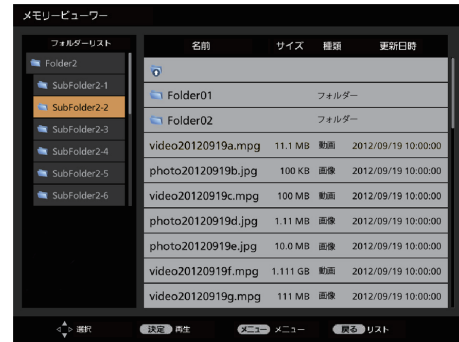 メモリービューワー
フォルダーリスト
Folder2
SubFolder2-1
SubFolder2-2
SubFolder2-3
SubFolder2-4
SubFolder2-5
SubFolder2-6
名前 サイズ 種類 更新日時
Folder01 フォルダー
Folder02 フォルダー
video20120919a.mpg 11.1 MB 動画 2012/09/19 10:00:00
photo20120919b.jpg 100 KB 画像 2012/09/19 10:00:00
video20120919c.mpg 100 MB 動画 2012/09/19 10:00:00
photo20120919d.jpg 1.11 MB 画像 2012/09/19 10:00:00
photo20120919e.jpg 10.0 MB 画像 2012/09/19 10:00:00
video20120919f.mpg 1.111 GB 動画 2012/09/19 10:00:00
video20120919g.mpg 111 MB 画像 2012/09/19 10:00:00
選択 決定 再生 メニュー メニュー 戻る リスト